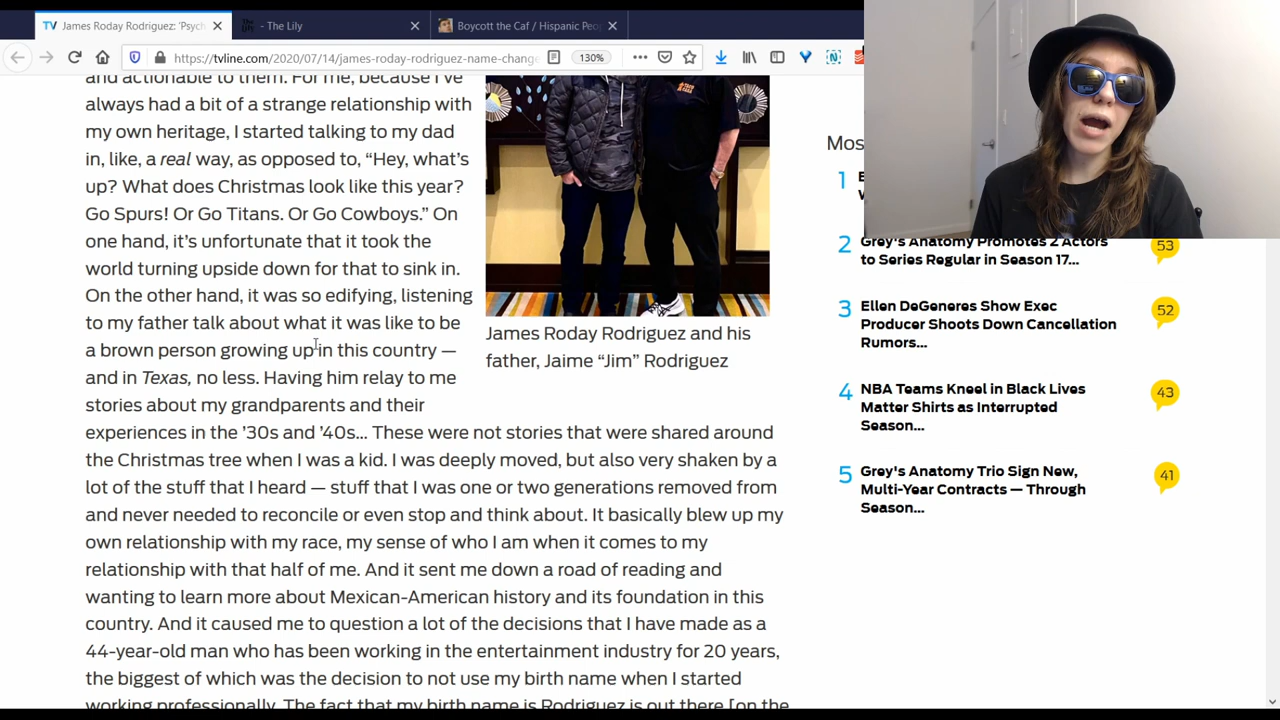 James Roday Rodriguez: 'Psych
- The Lily
Boycott the Caf / Hispanic Peop
https://tvline.com/2020/07/14/james-roday-rodriguez-name-change
130%
and actionable to them. For me, because I've
always had a bit of a strange relationship with
my own heritage, I started talking to my dad
in, like, a real way, as opposed to, “Hey, what's
up? What does Christmas look like this year?
Go Spurs! Or Go Titans. Or Go Cowboys.” On
one hand, it's unfortunate that it took the
world turning upside down for that to sink in.
On the other hand, it was so edifying, listening
to my father talk about what it was like to be
a brown person growing up in this country —
and in Texas, no less. Having him relay to me
stories about my grandparents and their
experiences in the '30s and '40s... These were not stories that were shared around
the Christmas tree when I was a kid. I was deeply moved, but also very shaken by a
lot of the stuff that I heard — stuff that I was one or two generations removed from
and never needed to reconcile or even stop and think about. It basically blew up my
own relationship with my race, my sense of who I am when it comes to my
relationship with that half of me. And it sent me down a road of reading and
wanting to learn more about Mexican-American history and its foundation in this
country. And it caused me to question a lot of the decisions that I have made as a
44-year-old man who has been working in the entertainment industry for 20 years,
the biggest of which was the decision to not use my birth name when I started
working professionally. The fact that my birth name is Rodriguez is out there [on the
James Roday Rodriguez and his
father, Jaime “Jim” Rodriguez
Mos
1
2 Grey's Anatomy Promotes 2 Actors
to Series Regular in Season 17...
53
3 Ellen DeGeneres Show Exec
Producer Shoots Down Cancellation
Rumors...
52
4 NBA Teams Kneel in Black Lives
Matter Shirts as Interrupted
Season...
43
5 Grey's Anatomy Trio Sign New,
Multi-Year Contracts — Through
Season...
41